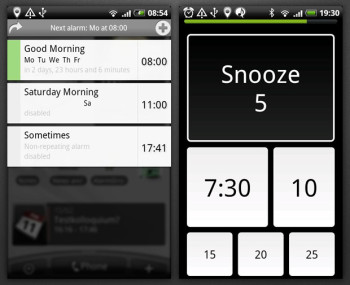 08:54
Next alarm: Mo at 08:00
Good Morning
Mo Tu We Th Fr
in 2 days, 23 hours and 6 minutes
08:00
Saturday Morning
Sa
disabled
11:00
Sometimes
Non-repeating alarm
disabled
17:41
11
Testkolloquium?
Phone
19:30
Snooze
5
7:30
10
15
20
25